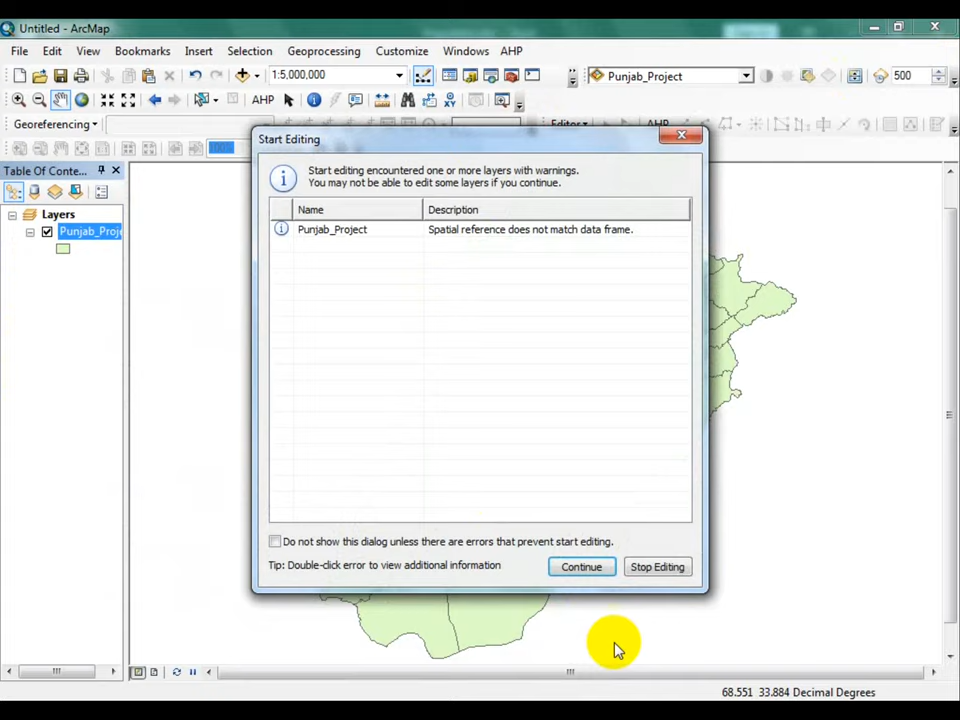 Untitled - ArcMap
File Edit View Bookmarks Insert Selection Geoprocessing Customize Windows AHP
1:5,000,000 Punjab_Project 500
AHP
Georeferencing Editor AHP
100%
Start Editing
Start editing encountered one or more layers with warnings.
You may not be able to edit some layers if you continue.
Table Of Conte...
Name Description
Layers
Punjab_Proje
Punjab_Project Spatial reference does not match data frame.
Do not show this dialog unless there are errors that prevent start editing.
Tip: Double-click error to view additional information
Continue Stop Editing
68.551 33.884 Decimal Degrees